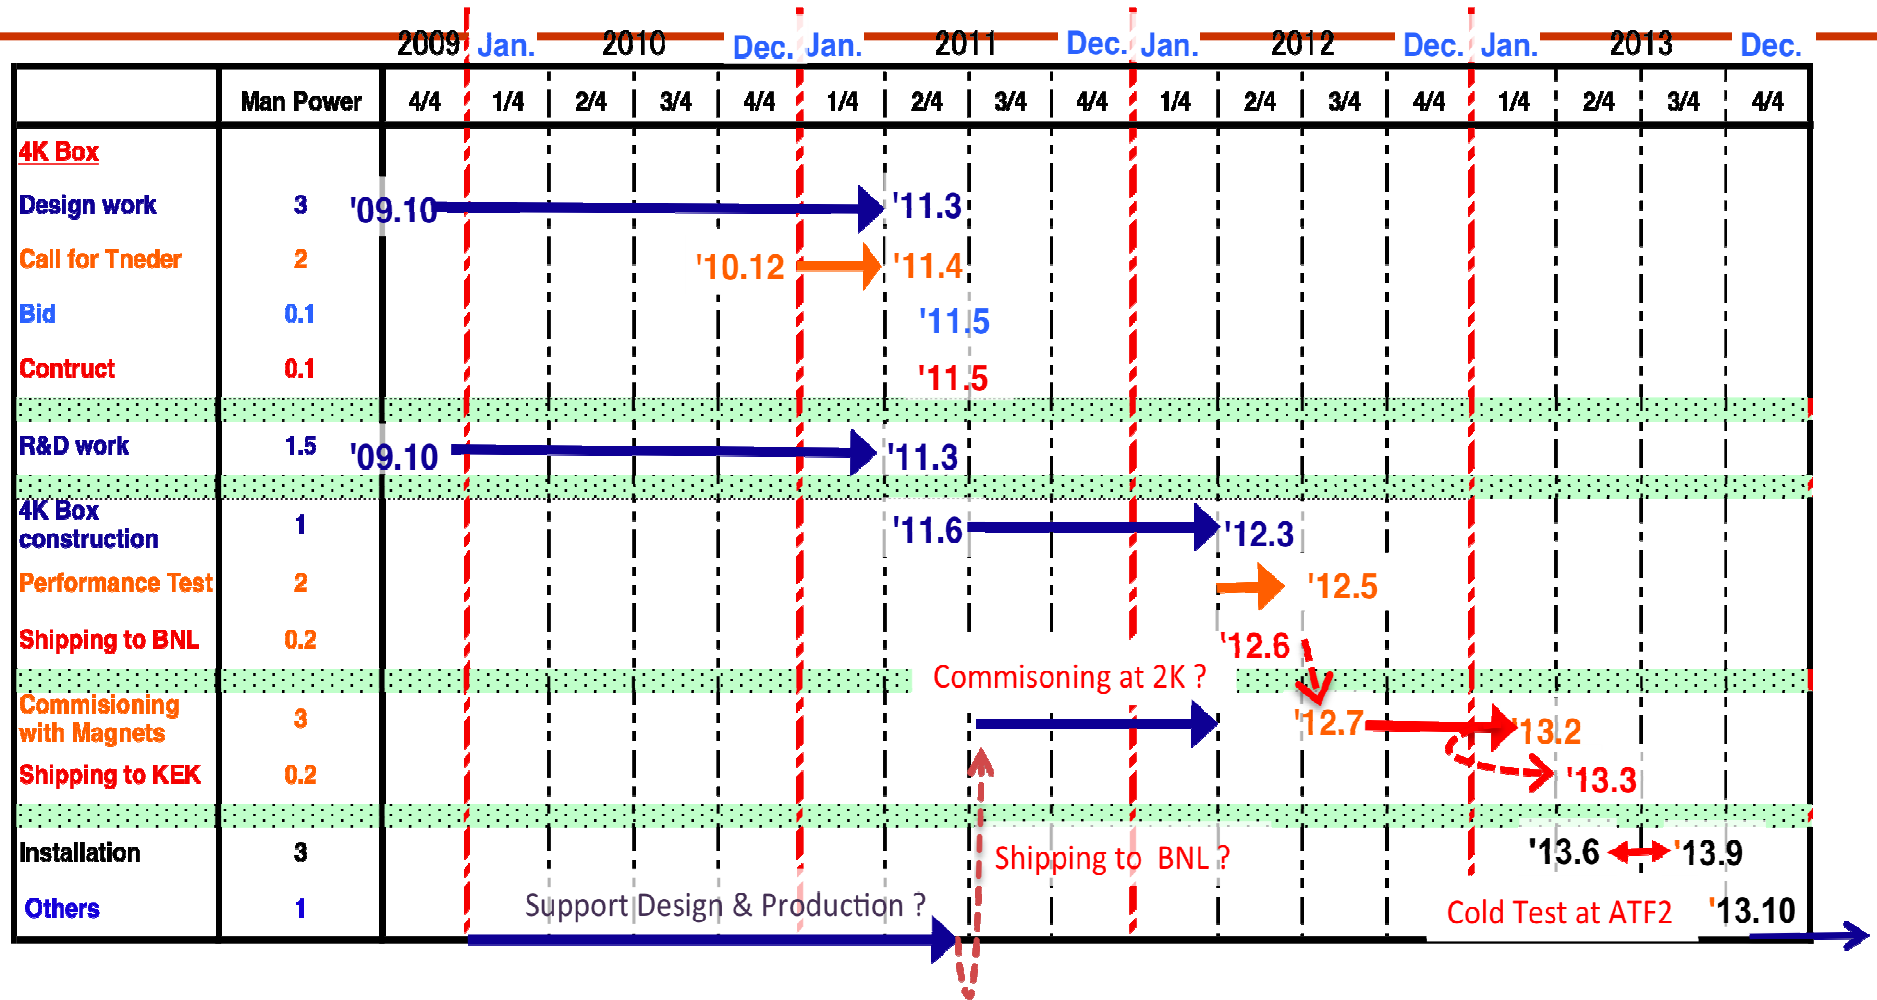 2009 Jan. 2010 Dec. Jan. 2011 Dec. Jan. 2012 Dec. Jan. 2013 Dec.
Man Power 4/4 1/4 2/4 3/4 4/4 1/4 2/4 3/4 4/4 1/4 2/4 3/4 4/4 1/4 2/4 3/4 4/4
4K Box
Design work 3 '09.10 '11.3
Call for Tneder 2 '10.12 '11.4
Bid 0.1 '11.5
Contruct 0.1 '11.5
R&D work 1.5 '09.10 '11.3
4K Box
construction 1 '11.6 '12.3
Performance Test 2 '12.5
Shipping to BNL 0.2 '12.6
Commisoning at 2K ?
Commisioning
with Magnets 3 '12.7 '13.2
Shipping to KEK 0.2 '13.3
Installation 3 Shipping to BNL ? '13.6 '13.9
Others 1 Support Design & Production ? Cold Test at ATF2 '13.10